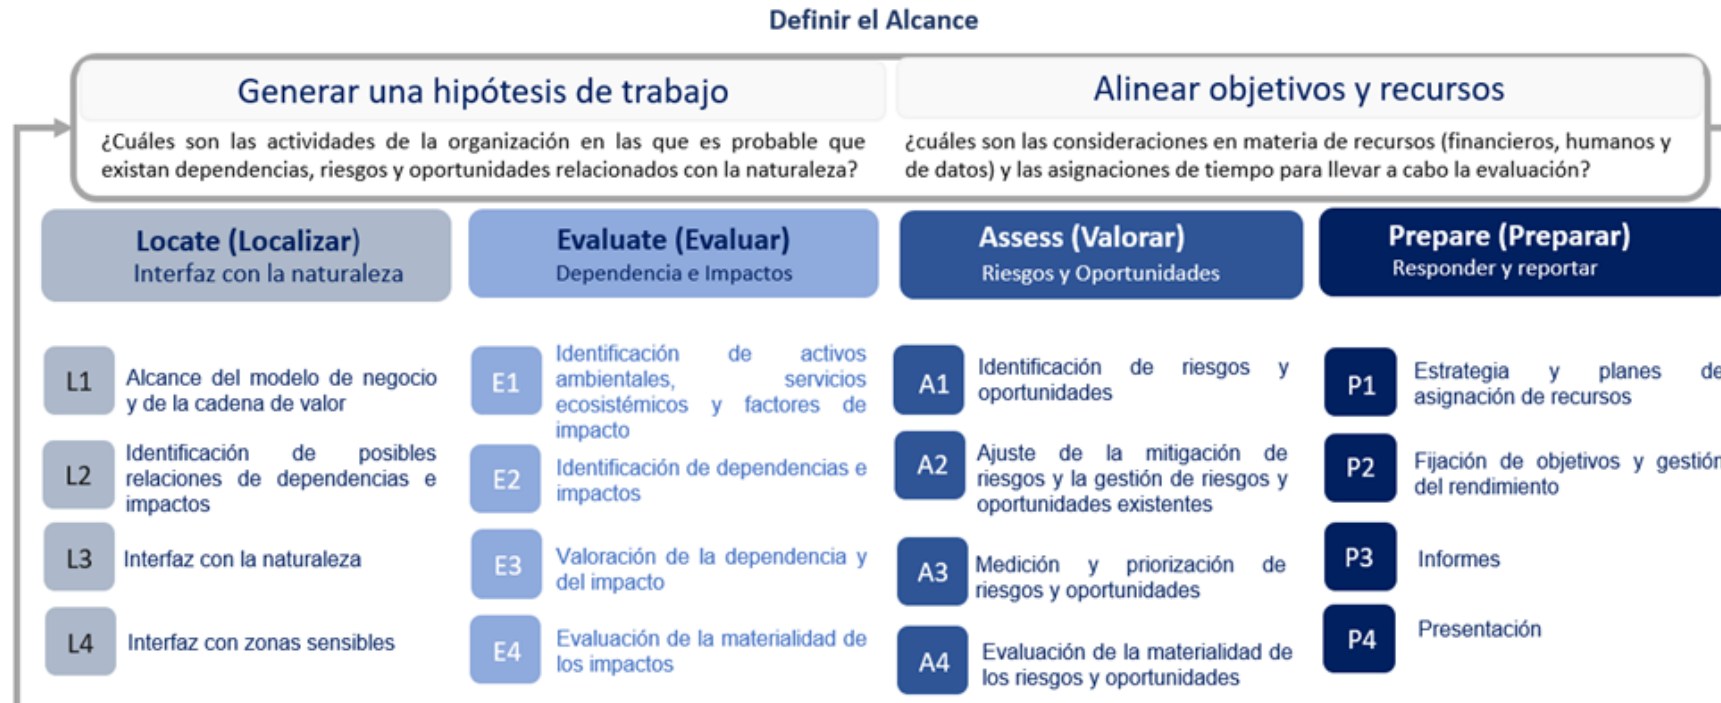 Definir el Alcance
Generar una hipótesis de trabajo
¿Cuáles son las actividades de la organización en las que es probable que
existan dependencias, riesgos y oportunidades relacionados con la naturaleza?
Alinear objetivos y recursos
¿cuáles son las consideraciones en materia de recursos (financieros, humanos y
de datos) y las asignaciones de tiempo para llevar a cabo la evaluación?
Locate (Localizar)
Interfaz con la naturaleza
L1
Alcance del modelo de negocio
y de la cadena de valor
L2
Identificación de posibles
relaciones de dependencias e
impactos
L3
Interfaz con la naturaleza
L4
Interfaz con zonas sensibles
Evaluate (Evaluar)
Dependencia e Impactos
E1
Identificación de activos
ambientales, servicios
ecosistémicos y factores de
impacto
E2
Identificación de dependencias e
impactos
E3
Valoración de la dependencia y
del impacto
E4
Evaluación de la materialidad de
los impactos
Assess (Valorar)
Riesgos y Oportunidades
A1
Identificación de riesgos y
oportunidades
A2
Ajuste de la mitigación de
riesgos y la gestión de riesgos y
oportunidades existentes
A3
Medición y priorización de
riesgos y oportunidades
A4
Evaluación de la materialidad de
los riesgos y oportunidades
Prepare (Preparar)
Responder y reportar
P1
Estrategia y planes de
asignación de recursos
P2
Fijación de objetivos y gestión
del rendimiento
P3
Informes
P4
Presentación